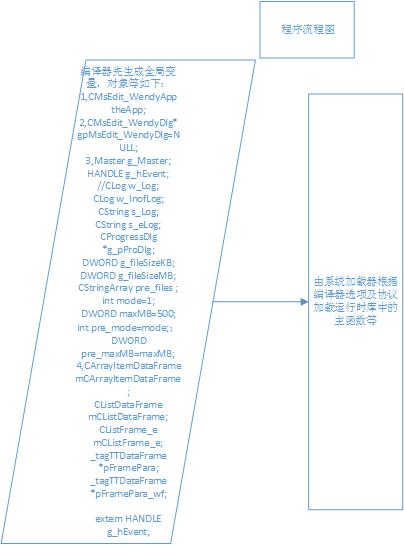 程序流程图
编译器先生成全局变
量，对象等如下：
1,CMsEdit_WendyApp
theApp;
2,CMsEdit_WendyDlg*
gpMsEdit_WendyDlg=N
ULL;
3,Master g_Master;
HANDLE g_hEvent;
//CLog w_Log;
CLog w_InofLog;
CString s_Log;
CString s_eLog;
CProgressDlg
*g_pProDlg;
DWORD g_fileSizeKB;
DWORD g_fileSizeMB;
CStringArray pre_files ;
int mode=1;
DWORD maxMB=500;
int pre_mode=mode;;
DWORD
pre_maxMB=maxMB;
4,CArrayItemDataFrame
mCArrayItemDataFrame
;
CListDataFrame
mCListDataFrame;
CListFrame_e
mCListFrame_e;
_tagTTDataFrame
*pFramePara;
_tagTTDataFrame
*pFramePara_wf;
extern HANDLE
g_hEvent;
由系统加载器根据
编译器选项及协议
加载运行时库中的
主函数等